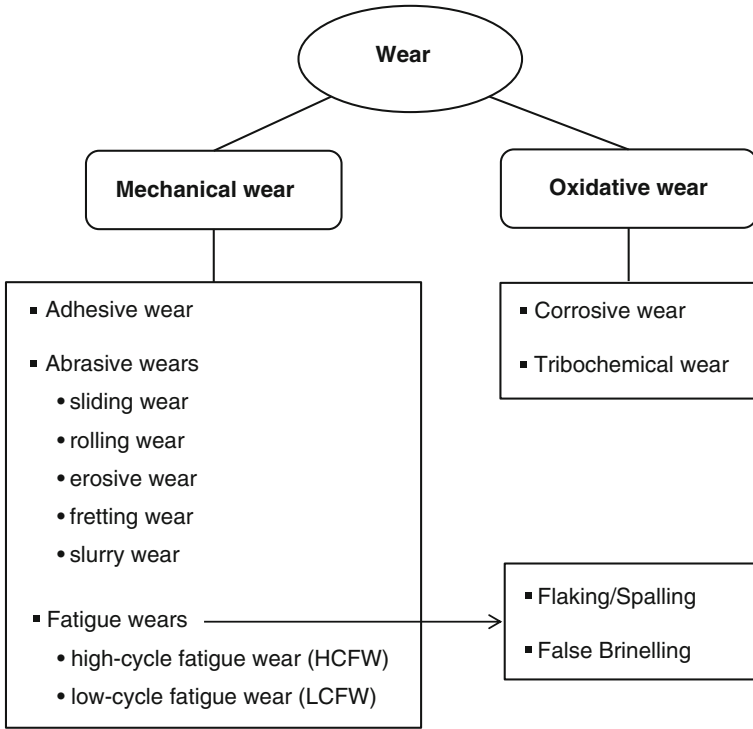 Wear
Mechanical wear
Oxidative wear
▪ Adhesive wear
▪ Abrasive wears
• sliding wear
• rolling wear
• erosive wear
• fretting wear
• slurry wear
▪ Fatigue wears
• high-cycle fatigue wear (HCFW)
• low-cycle fatigue wear (LCFW)
▪ Corrosive wear
▪ Tribochemical wear
▪ Flaking/Spalling
▪ False Brinelling